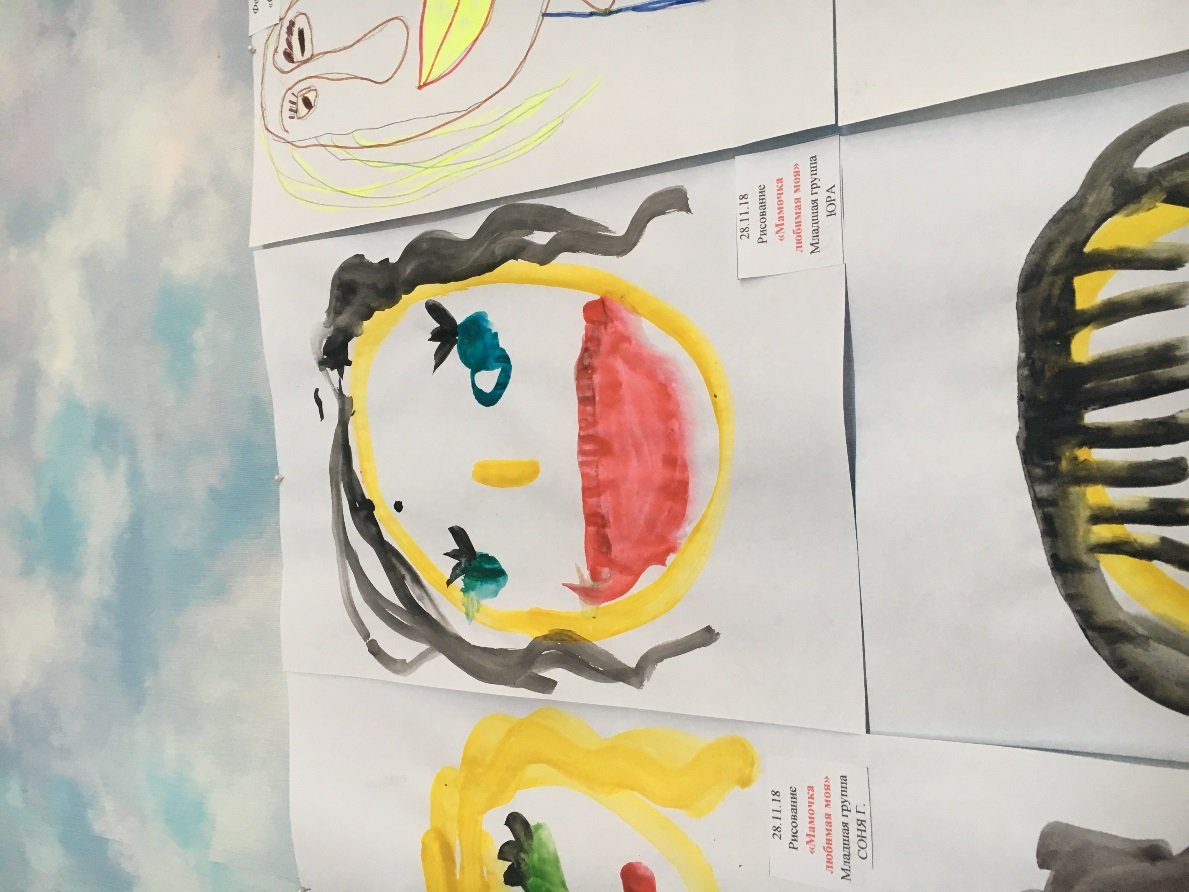 28.11.18
Рисование
«Мамочка
любимая моя»
Младшая группа
ЮРА
28.11.18
Рисование
«Мамочка
любимая моя»
Младшая группа
СОНЯ Г.